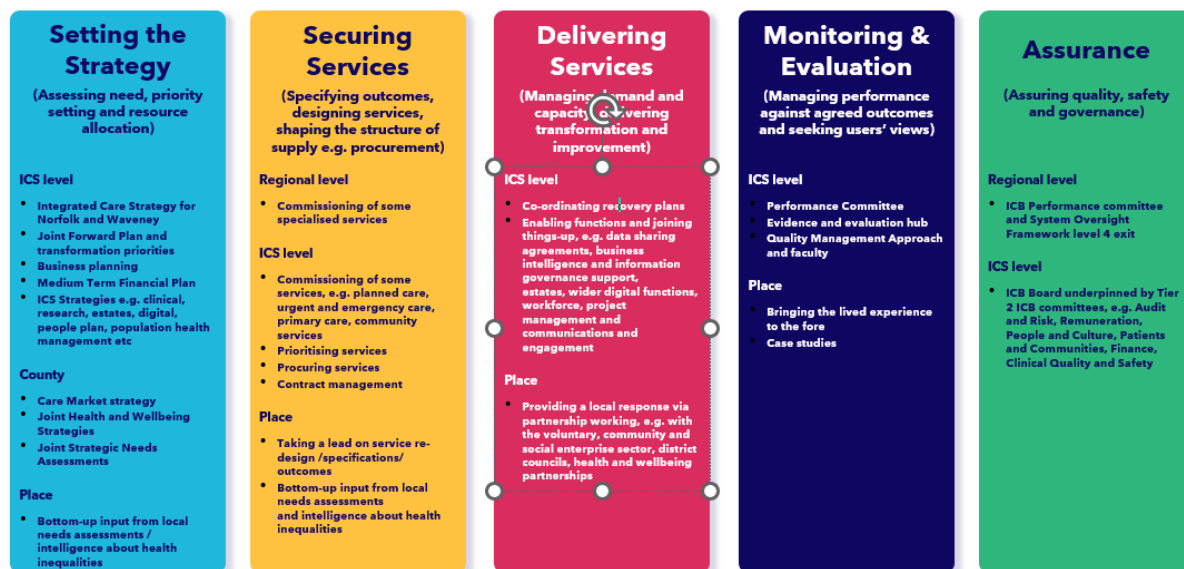 Setting the
Strategy
(Assessing need, priority
setting and resource
allocation)
ICS level
• Integrated Care Strategy for
Norfolk and Waveney
• Joint Forward Plan and
transformation priorities
• Business planning
• Medium Term Financial Plan
• ICS Strategies e.g. clinical,
research, estates, digital,
people plan, population health
management etc
County
• Care Market strategy
• Joint Health and Wellbeing
Strategies
• Joint Strategic Needs
Assessments
Place
• Bottom-up input from local
needs assessments /
intelligence about health
inequalities
Securing
Services
(Specifying outcomes,
designing services,
shaping the structure of
supply e.g. procurement)
Regional level
• Commissioning of some
specialised services
ICS level
• Commissioning of some
services, e.g. planned care,
urgent and emergency care,
primary care, community
services
• Prioritising services
• Procuring services
• Contract management
Place
• Taking a lead on service re-
design /specifications/
outcomes
• Bottom-up input from local
needs assessments
and intelligence about health
inequalities
Delivering
Services
(Managing demand and
capacity, delivering
transformation and
improvement)
ICS level
• Co-ordinating recovery plans
• Enabling functions and joining
things-up, e.g. data sharing
agreements, business
intelligence and information
governance support,
estates, wider digital functions,
workforce, project
management and
communications and
engagement
Place
• Providing a local response via
partnership working, e.g. with
the voluntary, community and
social enterprise sector, district
councils, health and wellbeing
partnerships
Monitoring &
Evaluation
(Managing performance
against agreed outcomes
and seeking users’ views)
ICS level
• Performance Committee
• Evidence and evaluation hub
• Quality Management Approach
and faculty
Place
• Bringing the lived experience
to the fore
• Case studies
Assurance
(Assuring quality, safety
and governance)
Regional level
• ICB Performance committee
and System Oversight
Framework level 4 exit
ICS level
• ICB Board underpinned by Tier
2 ICB committees, e.g. Audit
and Risk, Remuneration,
People and Culture, Patients
and Communities, Finance,
Clinical Quality and Safety